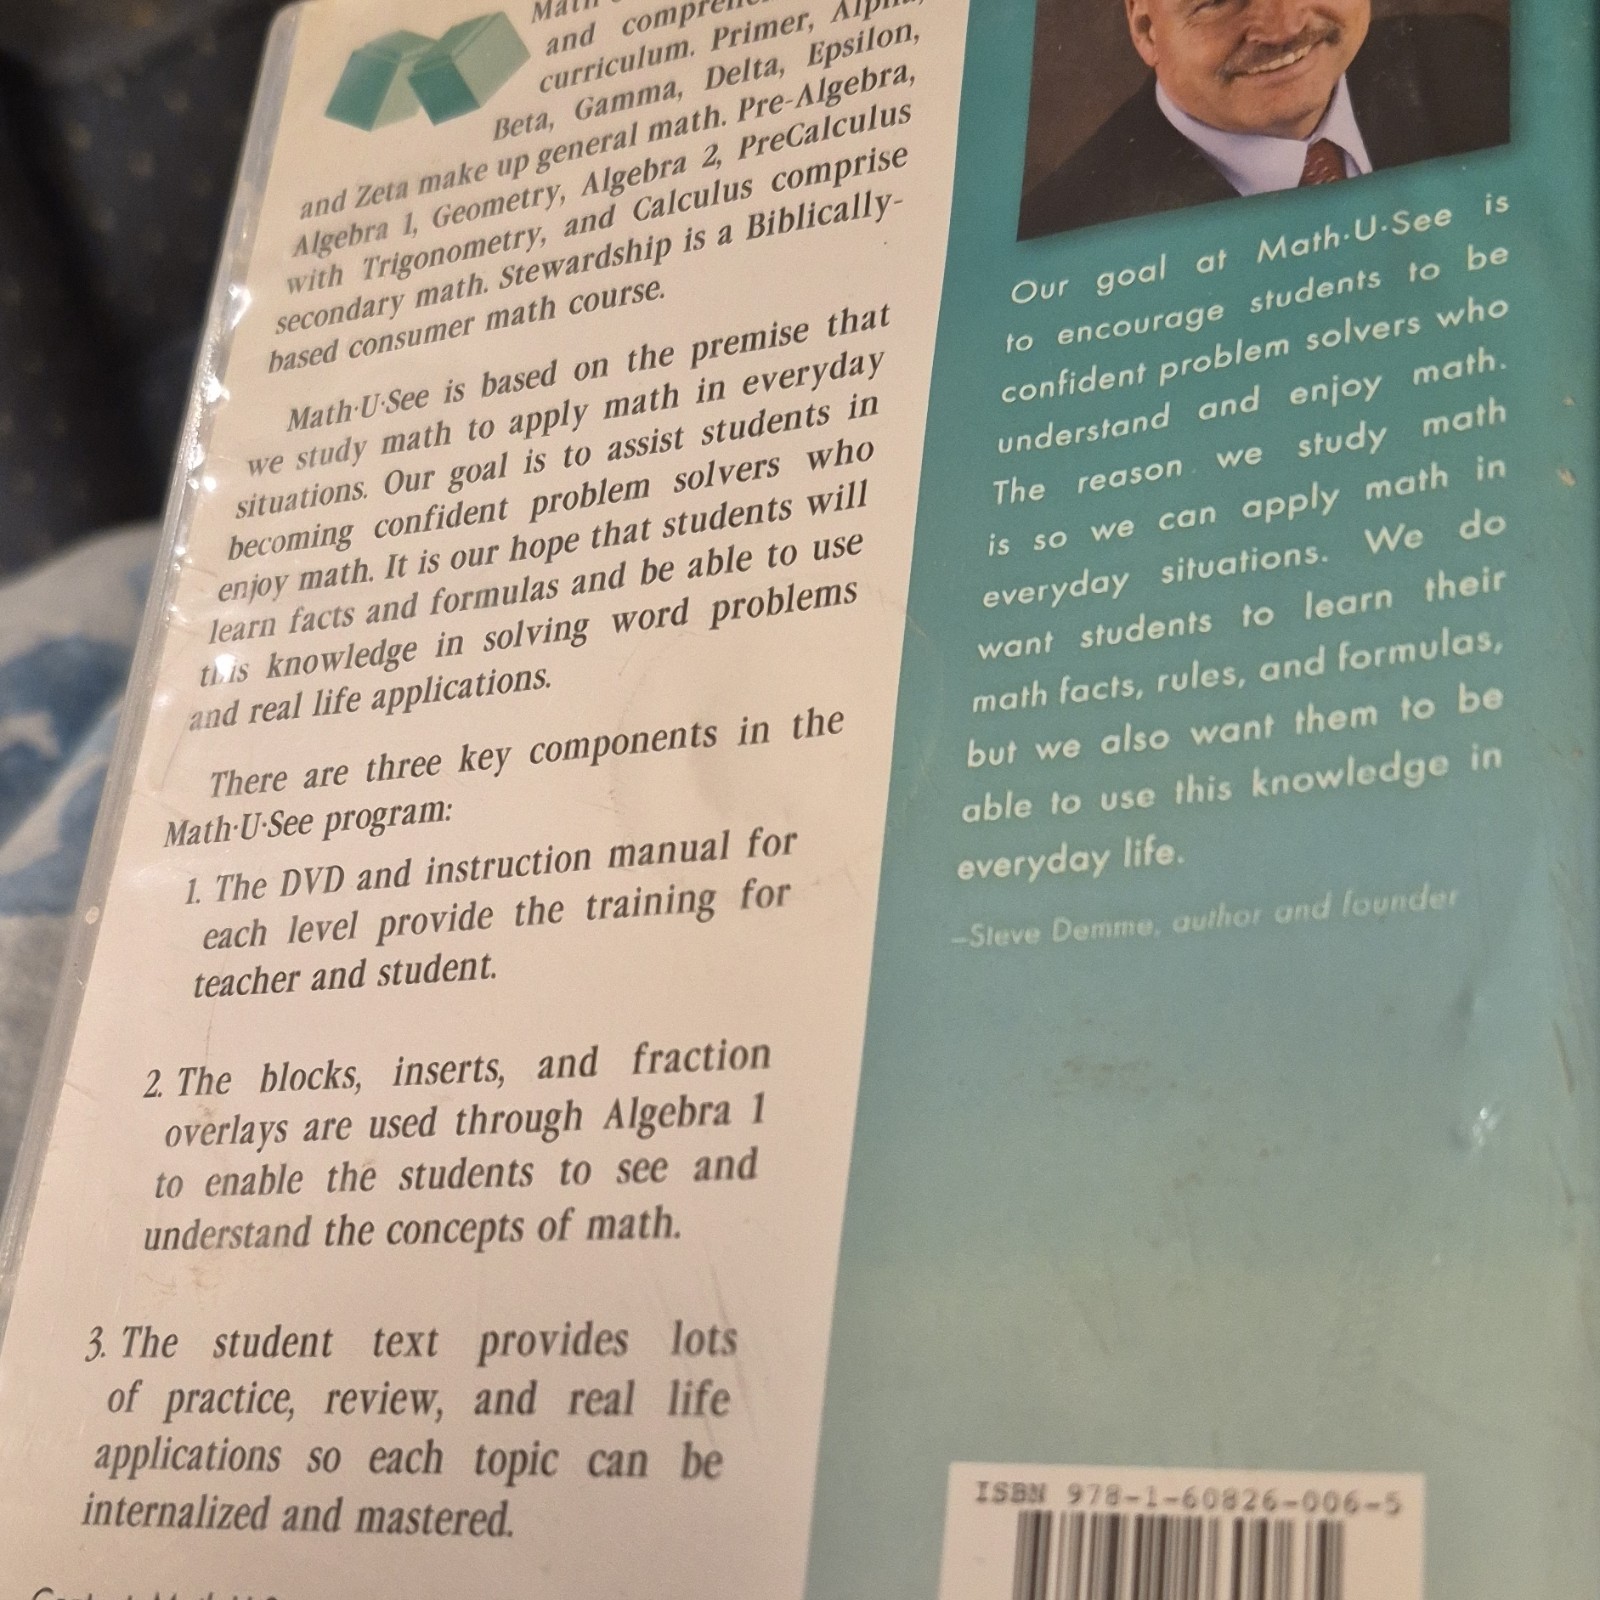 and
curriculum. Primer,
Beta, Gamma, Delta, Epsilon,
and Zeta make up general math. Pre-Algebra,
Algebra 1, Geometry, Algebra 2, PreCalculus
with Trigonometry, and Calculus comprise
secondary math. Stewardship is a Biblically-
based consumer math course.
Math·U·See is based on the premise that
we study math to apply math in everyday
situations. Our goal is to assist students in
becoming confident problem solvers who
enjoy math. It is our hope that students will
learn facts and formulas and be able to use
this knowledge in solving word problems
and real life applications.
There are three key components in the
Math·U·See program:
1. The DVD and instruction manual for
each level provide the training for
teacher and student.
2. The blocks, inserts, and fraction
overlays are used through Algebra 1
to enable the students to see and
understand the concepts of math.
3. The student text provides lots
of practice, review, and real life
applications so each topic can be
internalized and mastered.
Our goal at Math·U·See is
to encourage students to be
confident problem solvers who
understand and enjoy math.
The reason we study math
is so we can apply math in
everyday situations. We do
want students to learn their
math facts, rules, and formulas,
but we also want them to be
able to use this knowledge in
everyday life.
–Steve Demme, author and founder
ISBN 978-1-60826-006-5